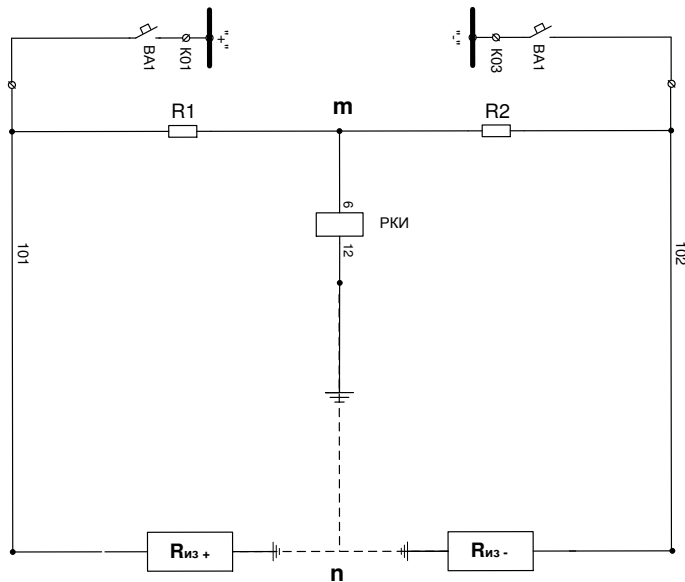 ВА1
К01
"+"
"-"
К03
ВА1
m
R1
R2
6
РКИ
12
101
102
Rиз +
Rиз -
n